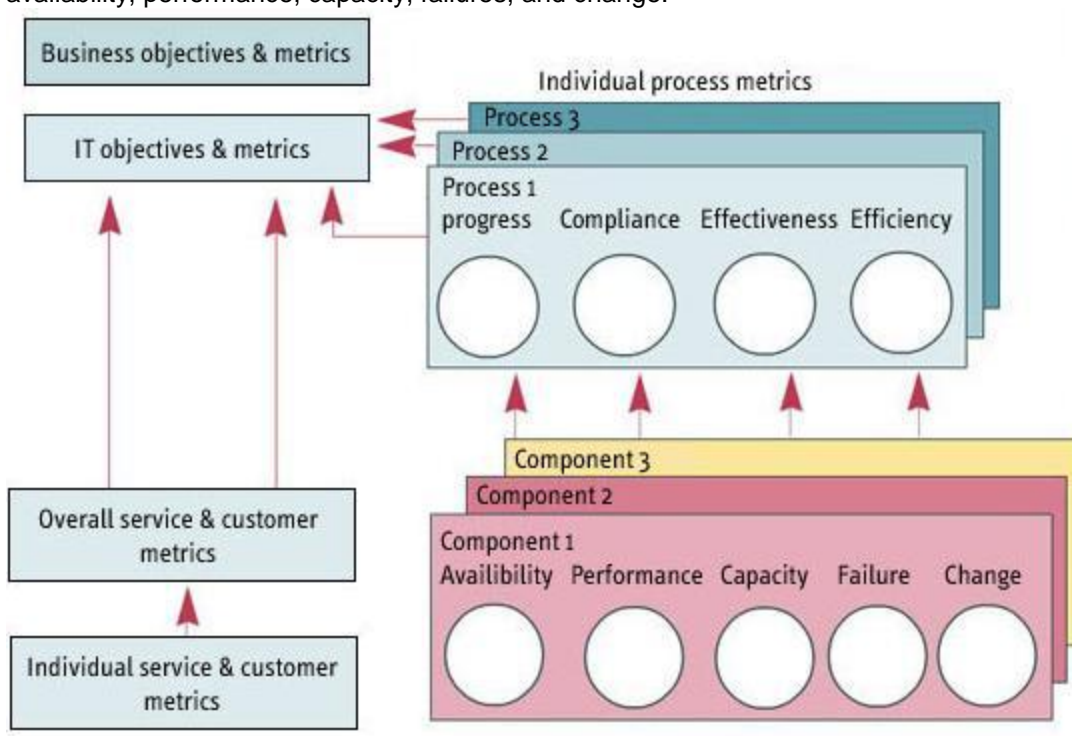 availability, performance, capacity, failures, and change.
Business objectives & metrics
Individual process metrics
IT objectives & metrics
Process 3
Process 2
Process 1
progress Compliance Effectiveness Efficiency
Component 3
Component 2
Component 1
Availibility Performance Capacity Failure Change
Overall service & customer
metrics
Individual service & customer
metrics